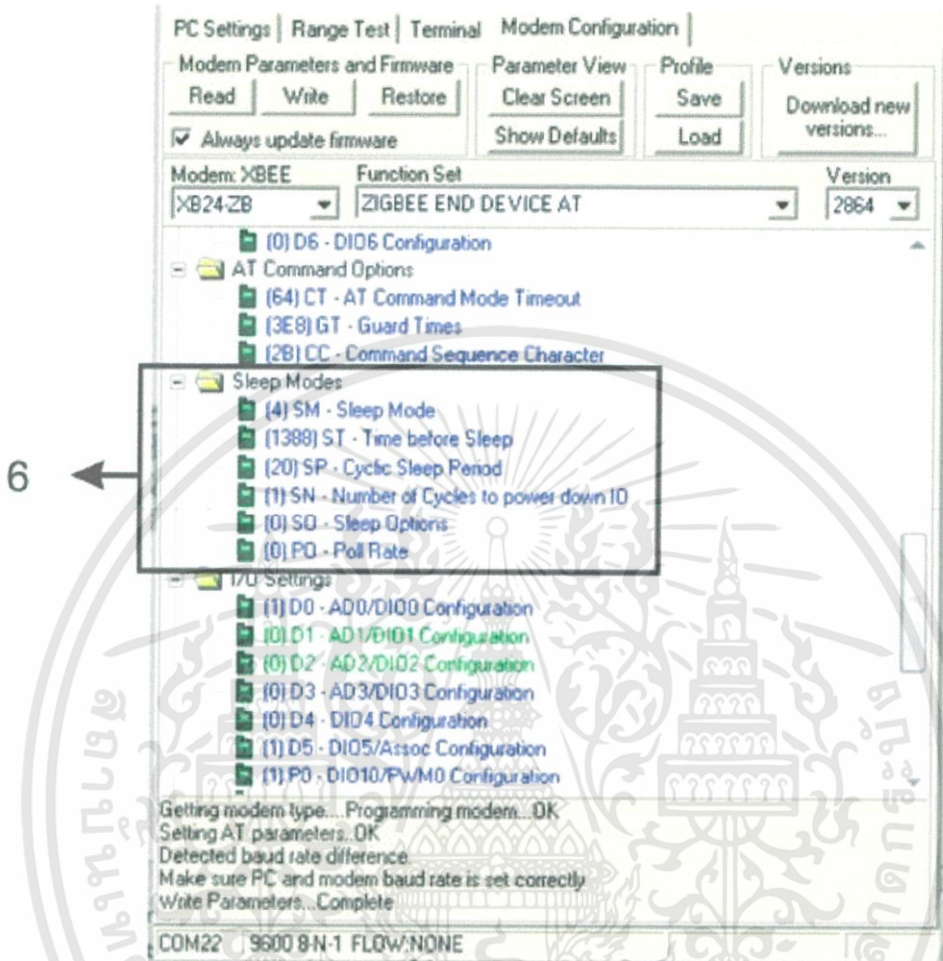 PC Settings Range Test Terminal Modem Configuration
Modem Parameters and Firmware Parameter View Profile Versions
Read Write Restore Clear Screen Save Download new versions...
Always update firmware Show Defaults Load
Modem: XBEE Function Set Version
XB24-ZB ZIGBEE END DEVICE AT 2864
(0) D6 - DIO6 Configuration
AT Command Options
(64) CT - AT Command Mode Timeout
(3E8) GT - Guard Times
(2B) CC - Command Sequence Character
Sleep Modes
(4) SM - Sleep Mode
(1388) ST - Time before Sleep
(20) SP - Cyclic Sleep Period
(1) SN - Number of Cycles to power down IO
(0) SO - Sleep Options
(0) PO - Poll Rate
6
I/O Settings
(1) D0 - AD0/DIO0 Configuration
(0) D1 - AD1/DIO1 Configuration
(0) D2 - AD2/DIO2 Configuration
(0) D3 - AD3/DIO3 Configuration
(0) D4 - DIO4 Configuration
(1) D5 - DIO5/Assoc Configuration
(1) P0 - DIO10/PWM0 Configuration
Getting modem type....Programming modem...OK
Setting AT parameters..OK
Detected baud rate difference.
Make sure PC and modem baud rate is set correctly
Write Parameters...Complete
COM22 9600 8-N-1 FLOW:NONE